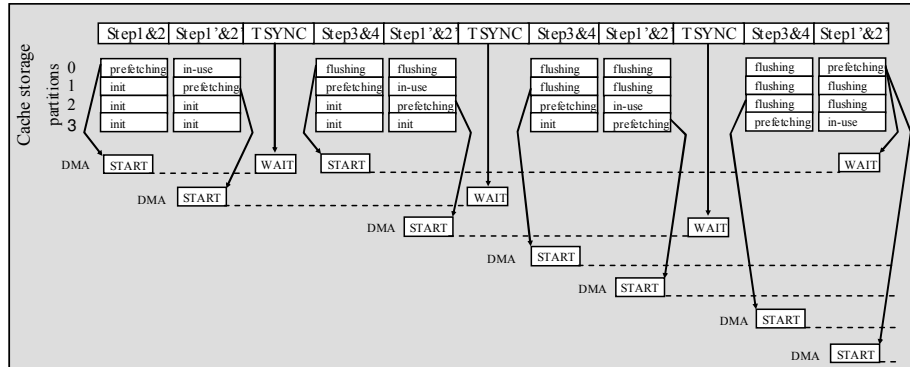 Step1&2 Step1'&2' TSYNC Step3&4 Step1'&2' TSYNC Step3&4 Step1'&2' TSYNC Step3&4 Step1'&2'
Cache storage
partitions
0 prefetching in-use flushing flushing flushing flushing flushing prefetching
1 init prefetching prefetching in-use flushing flushing flushing flushing
2 init init init prefetching prefetching in-use flushing flushing
3 init init init init init prefetching prefetching in-use
DMA START WAIT START WAIT
DMA START WAIT
DMA START WAIT
DMA START
DMA START
DMA START
DMA START